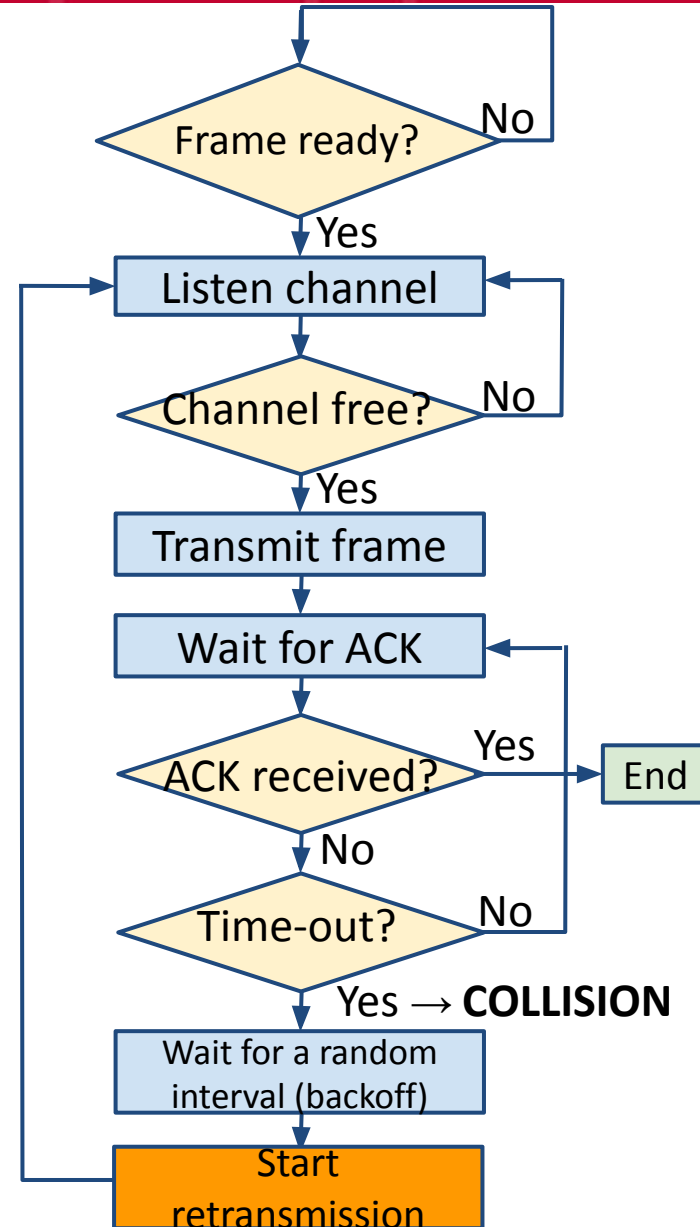 Frame ready?
No
Yes
Listen channel
Channel free?
No
Yes
Transmit frame
Wait for ACK
ACK received?
Yes
End
No
Time-out?
No
Yes → COLLISION
Wait for a random
interval (backoff)
Start
retransmission